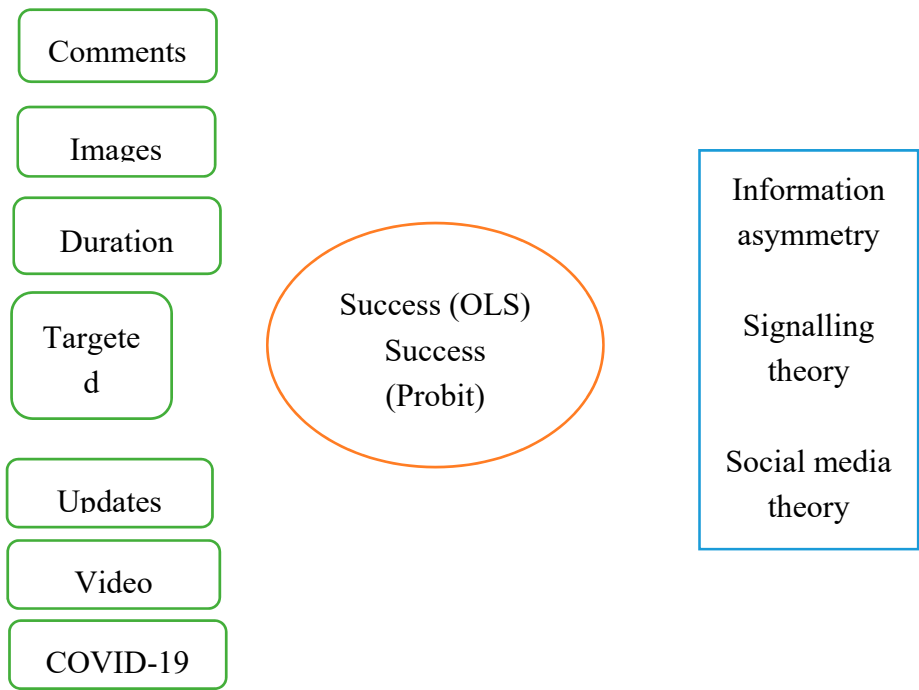 Comments
Images
Duration
Targete
d
Updates
Video
COVID-19
Success (OLS)
Success
(Probit)
Information
asymmetry
Signalling
theory
Social media
theory